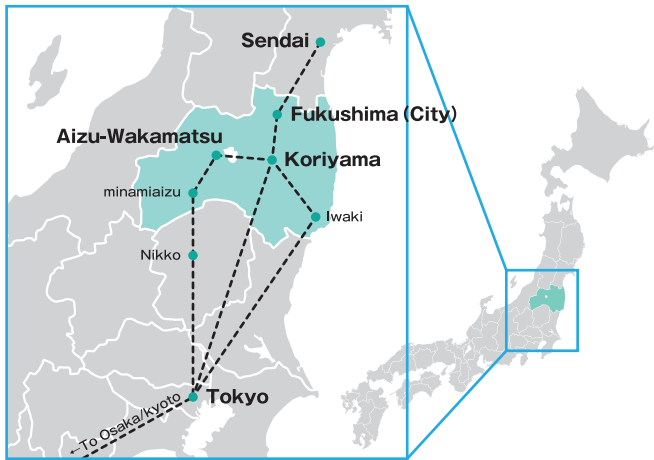 Sendai
Fukushima (City)
Aizu-Wakamatsu
Koriyama
minamiaizu
Iwaki
Nikko
Tokyo
←To Osaka/kyoto